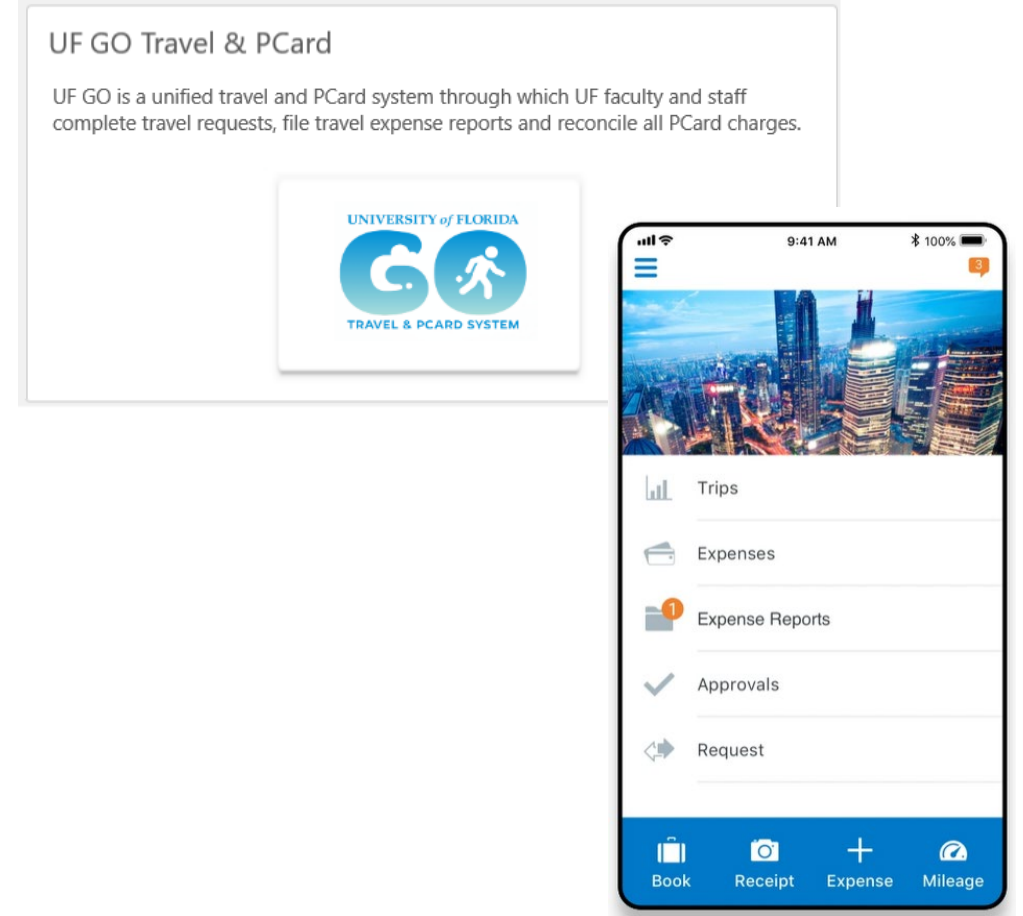 UF GO Travel & PCard
UF GO is a unified travel and PCard system through which UF faculty and staff
complete travel requests, file travel expense reports and reconcile all PCard charges.
UNIVERSITY of FLORIDA
GO
TRAVEL & PCARD SYSTEM
9:41 AM
100%
3
Trips
Expenses
1
Expense Reports
Approvals
Request
Book Receipt Expense Mileage